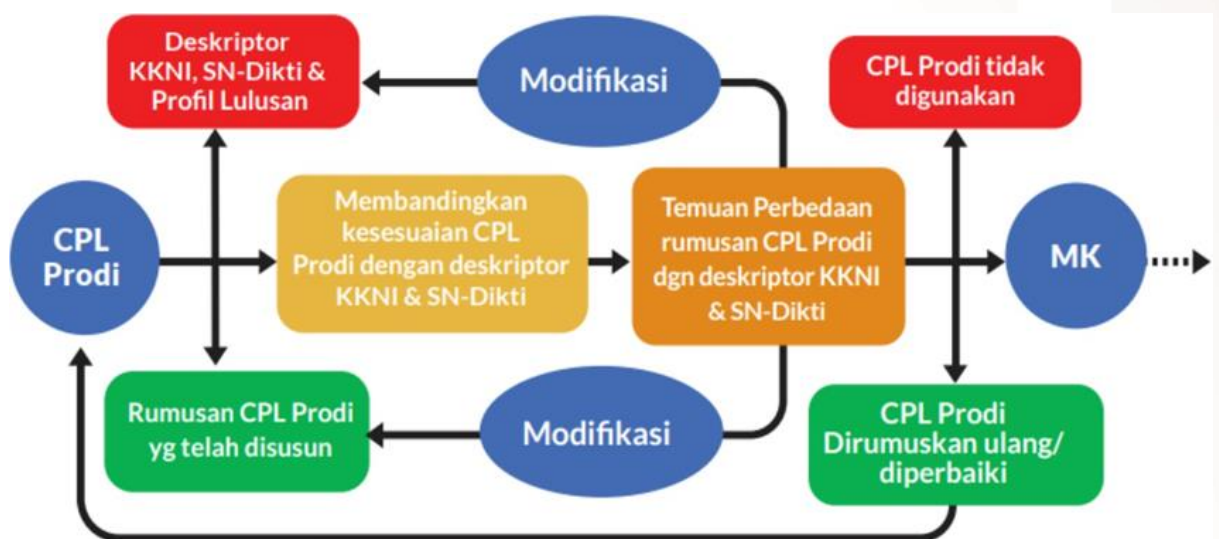 Deskriptor
KKNI, SN-Dikti &
Profil Lulusan
Modifikasi
CPL Prodi tidak
digunakan
CPL
Prodi
Membandingkan
kesesuaian CPL
Prodi dengan deskriptor
KKNI & SN-Dikti
Temuan Perbedaan
rumusan CPL Prodi
dgn deskriptor KKNI
& SN-Dikti
MK
Rumusan CPL Prodi
yg telah disusun
Modifikasi
CPL Prodi
Dirumuskan ulang/
diperbaiki